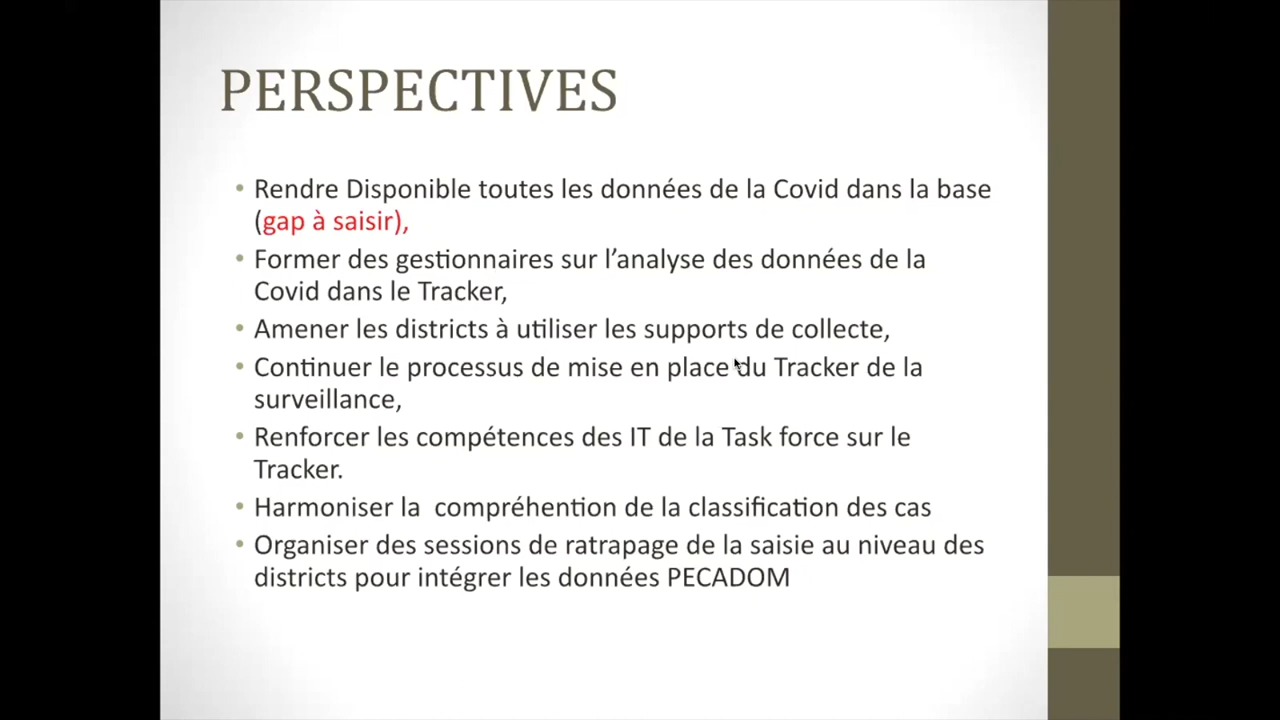 PERSPECTIVES
• Rendre Disponible toutes les données de la Covid dans la base
(gap à saisir),
• Former des gestionnaires sur l’analyse des données de la
Covid dans le Tracker,
• Amener les districts à utiliser les supports de collecte,
• Continuer le processus de mise en place du Tracker de la
surveillance,
• Renforcer les compétences des IT de la Task force sur le
Tracker.
• Harmoniser la  compréhention de la classification des cas
• Organiser des sessions de ratrapage de la saisie au niveau des
districts pour intégrer les données PECADOM